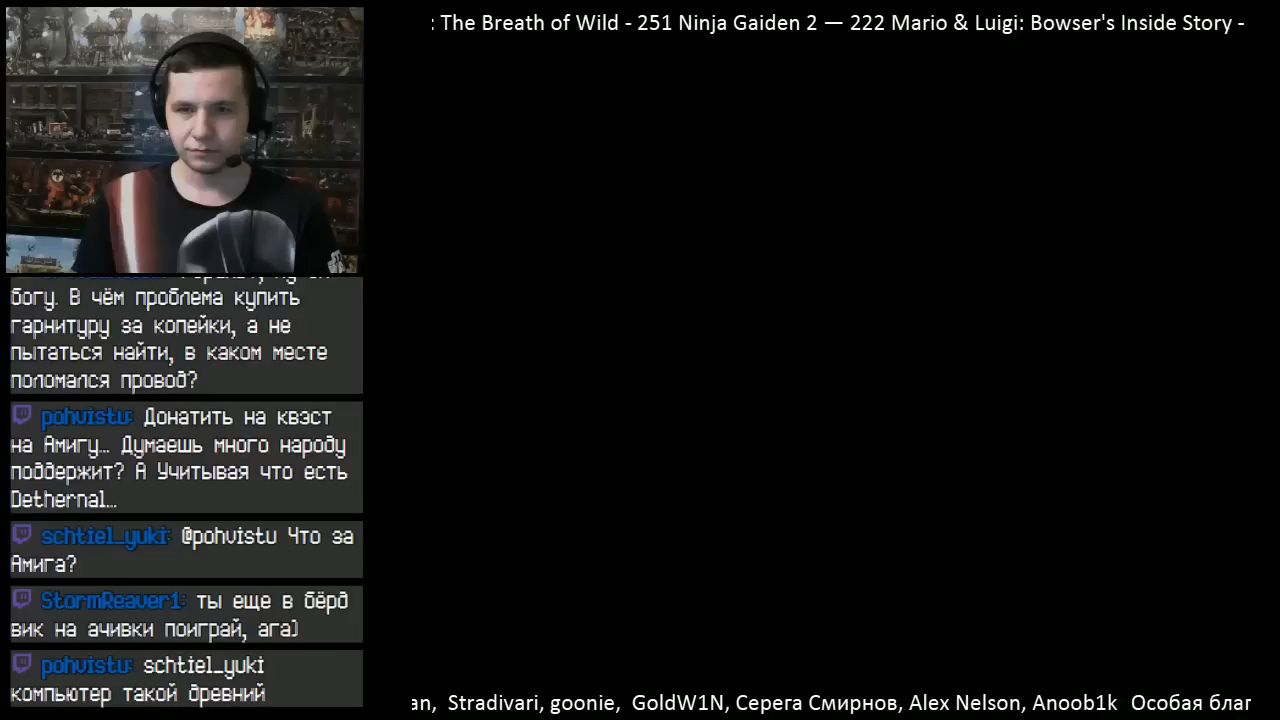 : The Breath of Wild - 251 Ninja Gaiden 2 — 222 Mario & Luigi: Bowser's Inside Story -
богу. В чём проблема купить
гарнитуру за копейки, а не
пытаться найти, в каком месте
поломался провод?
pohvistu: Донатить на квэст
на Амигу... Думаешь много народу
поддержит? А Учитывая что есть
Dethernal...
schtiel_yuki: @pohvistu Что за
Амига?
StormReaver1: ты еще в бёрд
вик на ачивки поиграй, ага)
pohvistu: schtiel_yuki
компьютер такой древний
an, Stradivari, goonie, GoldW1N, Серега Смирнов, Alex Nelson, Anoob1k Особая благ